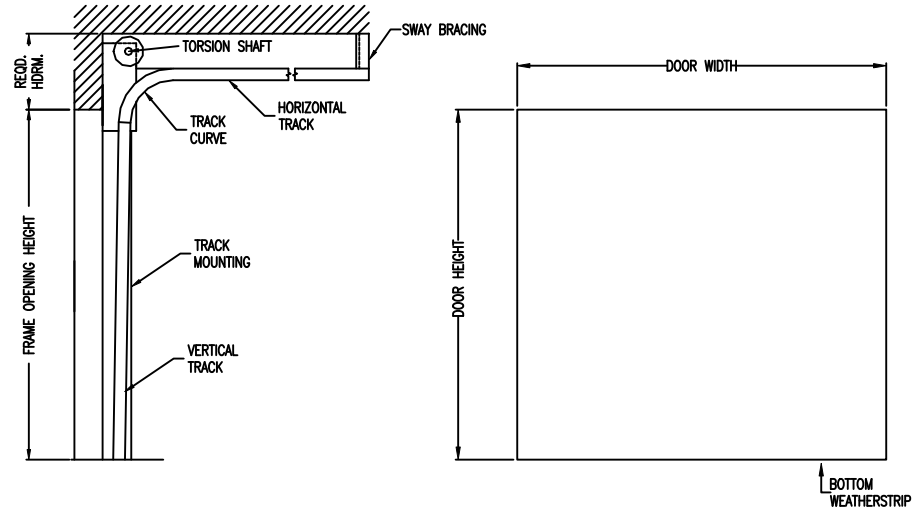 REQD.
HDRM.
TORSION SHAFT
SWAY BRACING
TRACK
CURVE
HORIZONTAL
TRACK
FRAME OPENING HEIGHT
TRACK
MOUNTING
VERTICAL
TRACK
DOOR WIDTH
DOOR HEIGHT
BOTTOM
WEATHERSTRIP